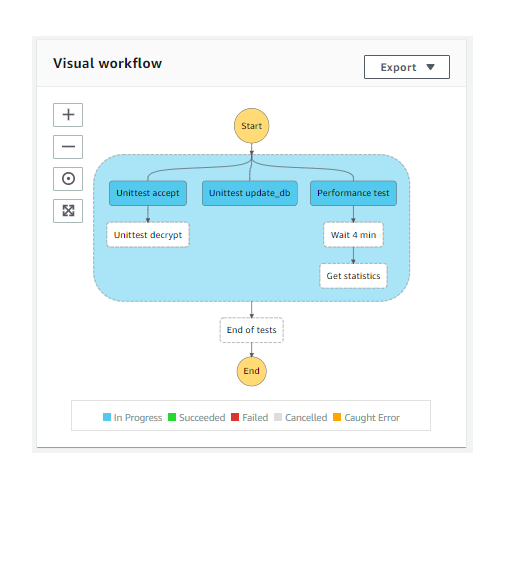 Visual workflow
Export
Start
Unittest accept
Unittest update_db
Performance test
Unittest decrypt
Wait 4 min
Get statistics
End of tests
End
In Progress Succeeded Failed Cancelled Caught Error